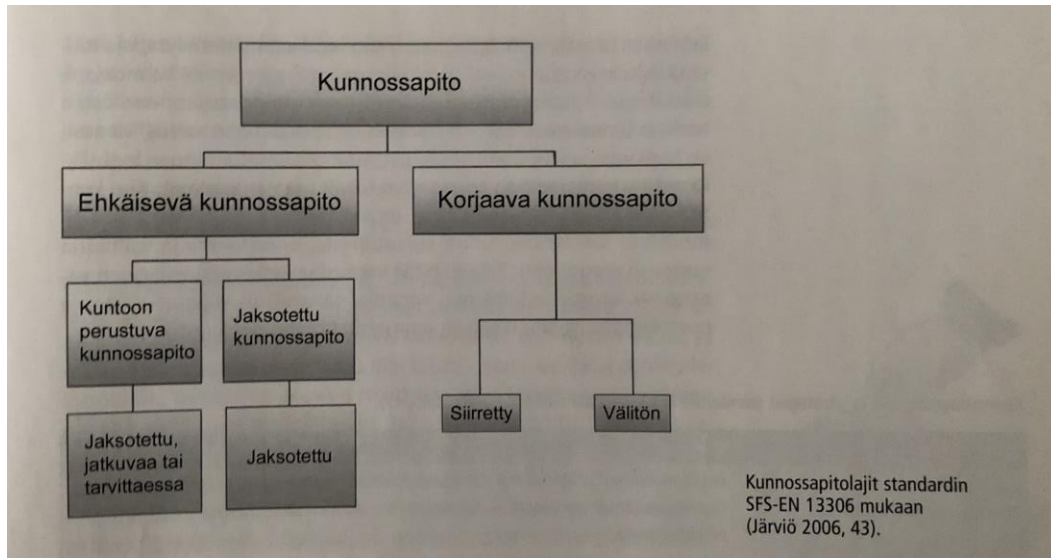 Kunnossapito
Ehkäisevä kunnossapito
Korjaava kunnossapito
Kuntoon
perustuva
kunnossapito
Jaksotettu
kunnossapito
Jaksotettu,
jatkuvaa tai
tarvittaessa
Jaksotettu
Siirretty
Välitön
Kunnossapitolajit standardin
SFS-EN 13306 mukaan
(Järviö 2006, 43).